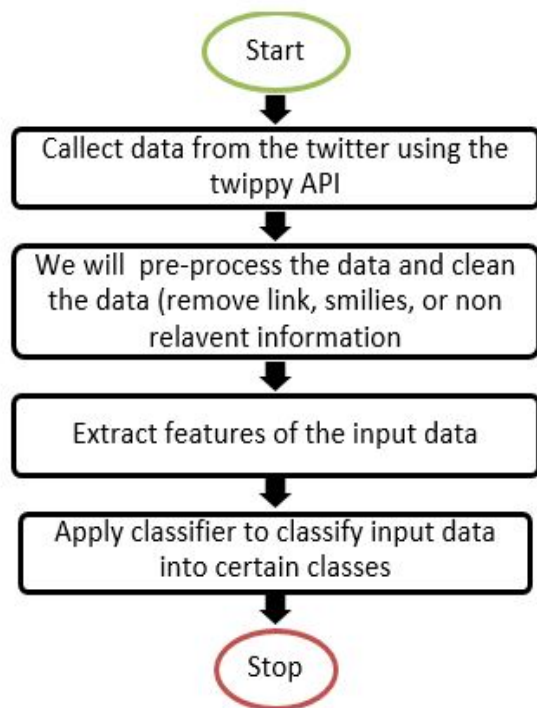 Start
Callect data from the twitter using the
twippy API
We will  pre-process the data and clean
the data (remove link, smilies, or non
relavent information
Extract features of the input data
Apply classifier to classify input data
into certain classes
Stop